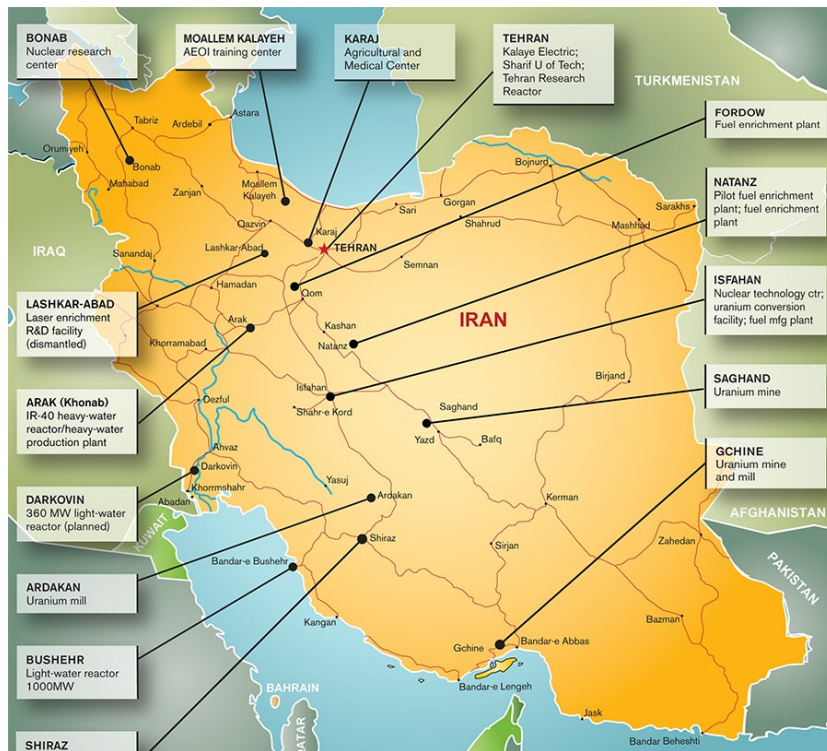 BONAB
Nuclear research
center
MOALLEM KALAYEH
AEOI training center
KARAJ
Agricultural and
Medical Center
TEHRAN
Kalaye Electric;
Sharif U of Tech;
Tehran Research
Reactor
TURKMENISTAN
FORDOW
Fuel enrichment plant
NATANZ
Pilot fuel enrichment
plant; fuel enrichment
plant
ISFAHAN
Nuclear technology ctr;
uranium conversion
facility; fuel mfg plant
SAGHAND
Uranium mine
GCHINE
Uranium mine
and mill
LASHKAR-ABAD
Laser enrichment
R&D facility
(dismantled)
ARAK (Khonab)
IR-40 heavy-water
reactor/heavy-water
production plant
DARKOVIN
360 MW light-water
reactor (planned)
ARDAKAN
Uranium mill
BUSHEHR
Light-water reactor
1000MW
SHIRAZ
IRAQ
IRAN
KUWAIT
BAHRAIN
QATAR
AFGHANISTAN
PAKISTAN
Astara
Tabriz
Ardebil
Orumiyeh
Bonab
Mahabad
Zanjan
Moallem
Kalayeh
Bojnurd
Sari
Gorgan
Sarakhs
Qazvin
Karaj
Shahrud
Mashhad
Sanandaj
Lashkar-Abad
TEHRAN
Semnan
Hamadan
Qom
Arak
Kashan
Khorramabad
Natanz
Isfahan
Birjand
Dezful
Shahr-e Kord
Saghand
Yazd
Bafq
Ahvaz
Darkovin
Yasuj
Khorrmshahr
Abadan
Ardakan
Kerman
Shiraz
Sirjan
Zahedan
Bandar-e Bushehr
Kangan
Bazman
Gchine
Bandar-e Abbas
Bandar-e Lengeh
Jask
Bandar Beheshti